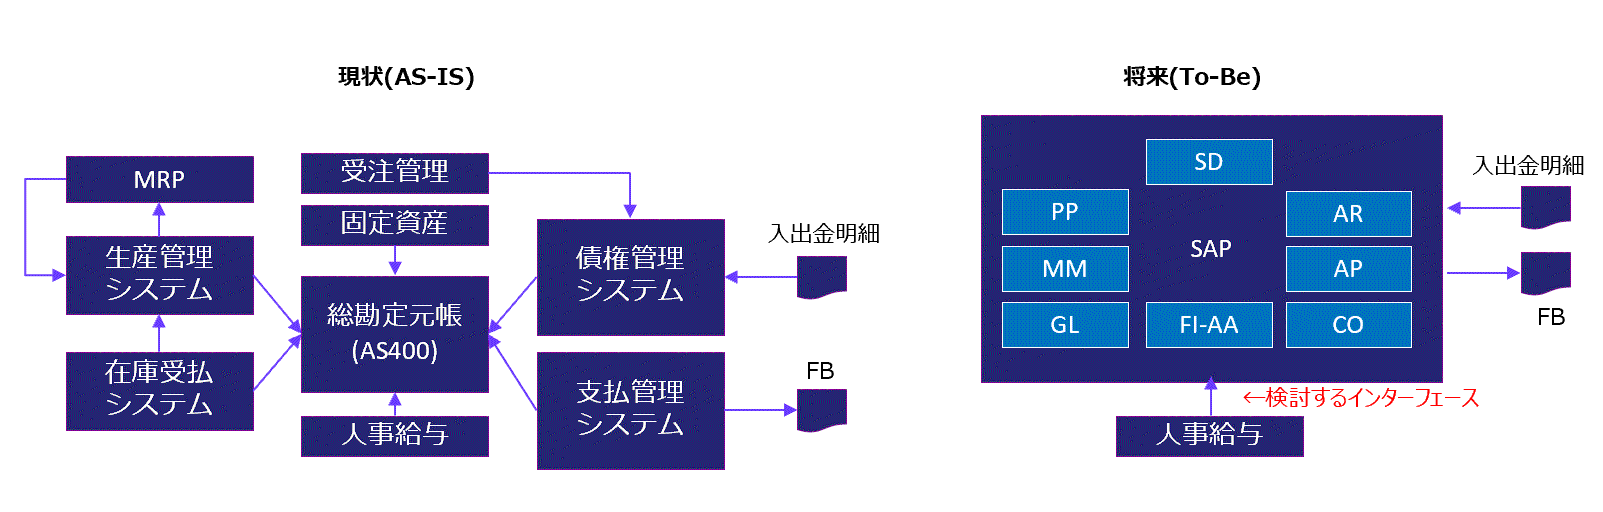 現状(AS-IS)
MRP
生産管理
システム
在庫受払
システム
受注管理
固定資産
総勘定元帳
(AS400)
人事給与
債権管理
システム
支払管理
システム
入出金明細
FB
将来(To-Be)
SD
PP
AR
SAP
MM
AP
GL
FI-AA
CO
入出金明細
FB
←検討するインターフェース
人事給与